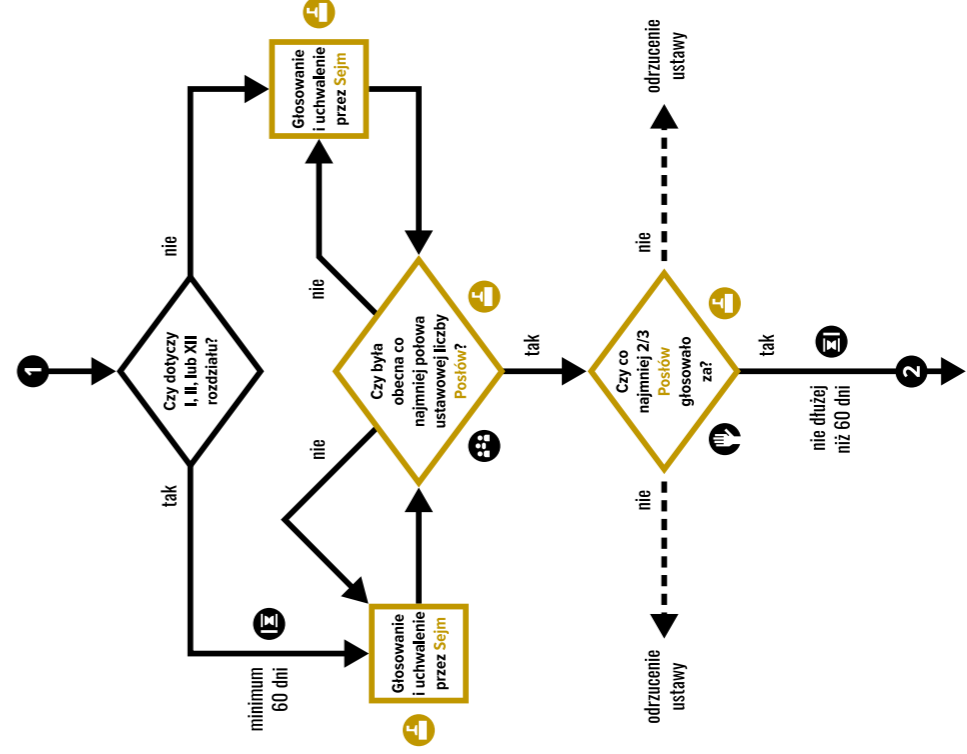 1
Czy dotyczy
I, II, lub XII
rozdziału?
tak
nie
minimum
60 dni
Głosowanie
i uchwalenie
przez Sejm
Głosowanie
i uchwalenie
przez Sejm
nie
nie
Czy była
obecna co
najmniej połowa
ustawowej liczby
Posłów?
tak
Czy co
najmniej 2/3
Posłów
głosowało
za?
nie
nie
odrzucenie
ustawy
odrzucenie
ustawy
tak
nie dłużej
niż 60 dni
2